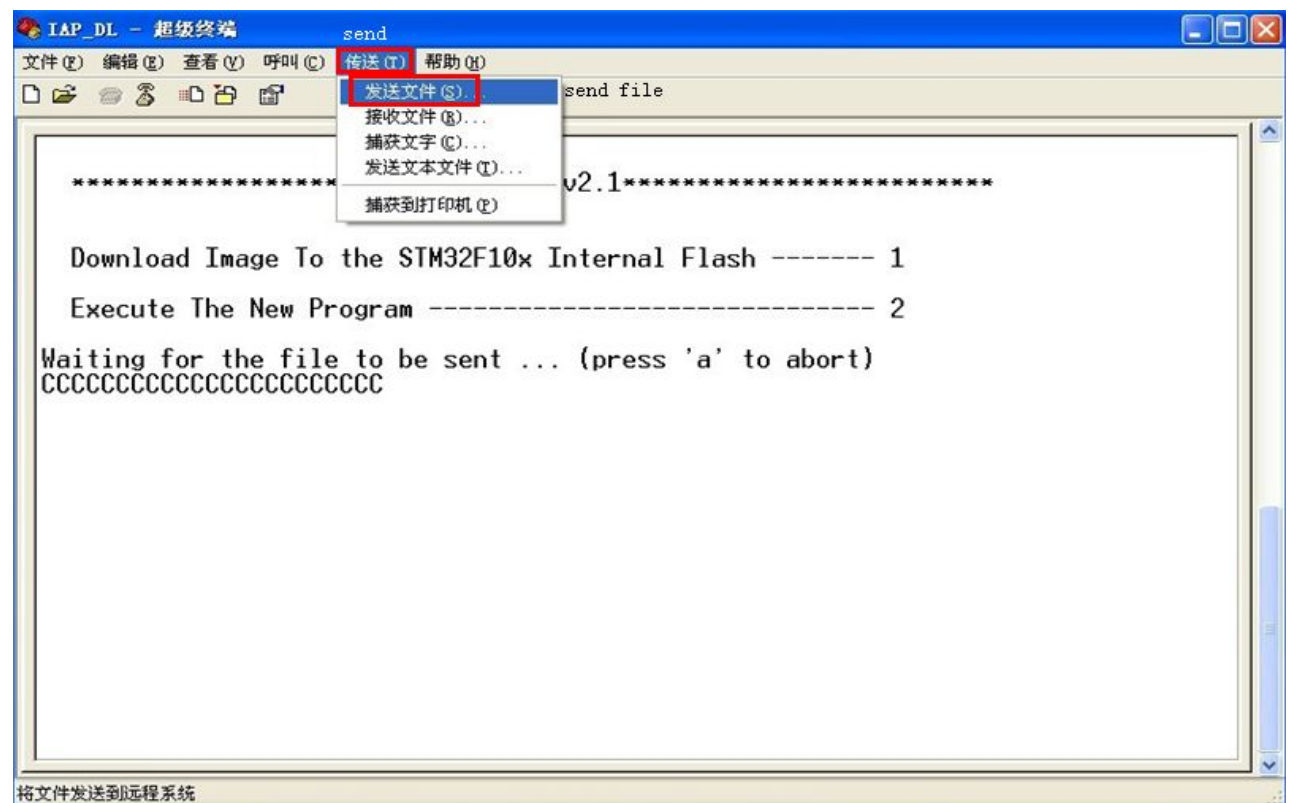 IAP_DL - 超级终端
send
文件(F) 编辑(E) 查看(V) 呼叫(C) 传送(T) 帮助(H)
发送文件(S)... send file
接收文件(R)...
捕获文字(C)...
发送文本文件(T)...
捕获到打印机(P)
****************** v2.1*************************
Download Image To the STM32F10x Internal Flash ------- 1
Execute The New Program ------------------------------ 2
Waiting for the file to be sent ... (press 'a' to abort)
CCCCCCCCCCCCCCCCCCCCCCC
将文件发送到远程系统